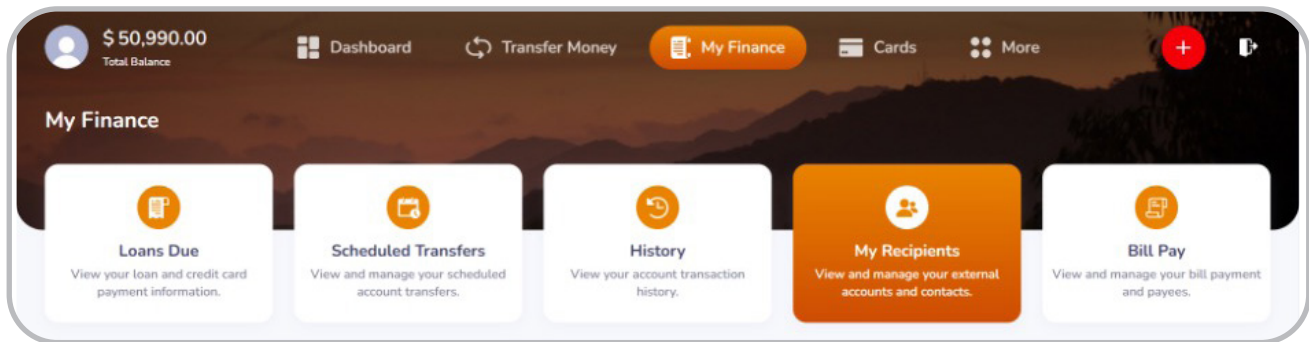 $ 50,990.00
Total Balance
Dashboard
Transfer Money
My Finance
Cards
More
My Finance
Loans Due
View your loan and credit card
payment information.
Scheduled Transfers
View and manage your scheduled
account transfers.
History
View your account transaction
history.
My Recipients
View and manage your external
accounts and contacts.
Bill Pay
View and manage your bill payment
and payees.